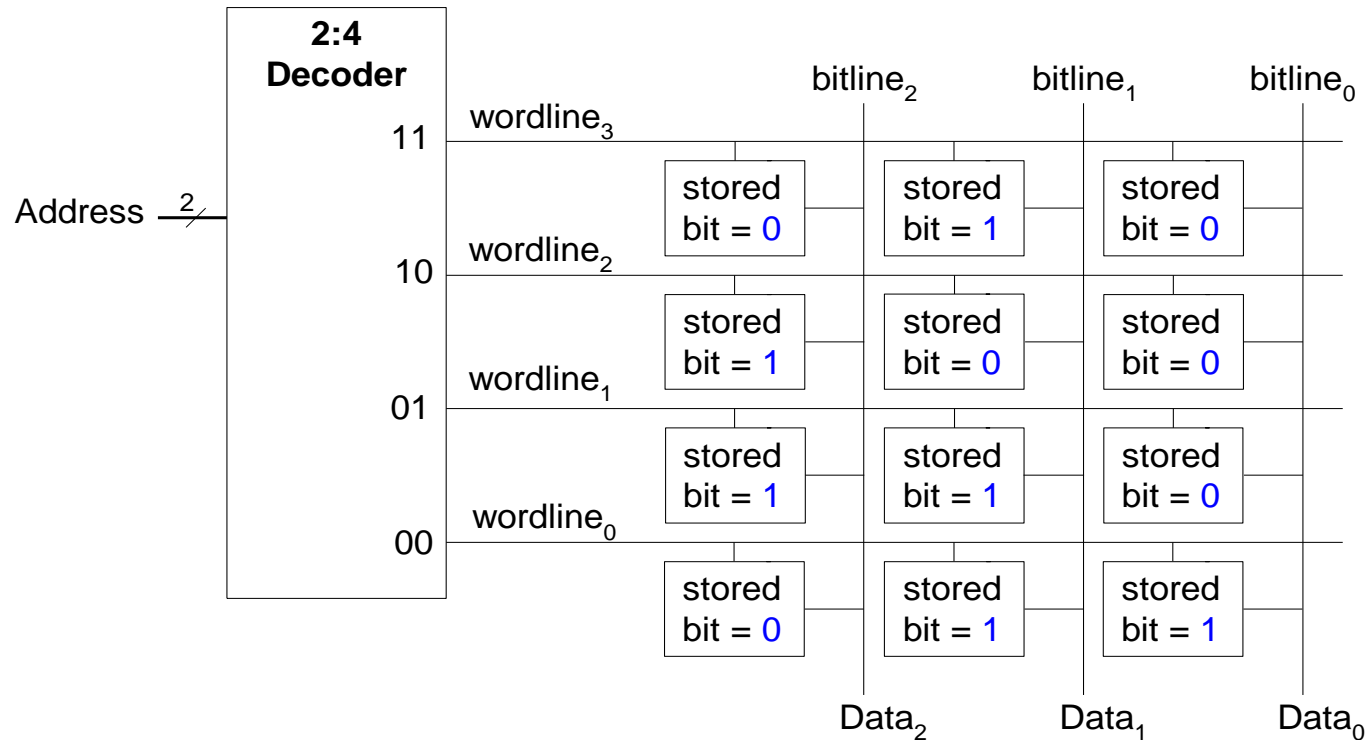 2:4
Decoder
bitline₂ bitline₁ bitline₀
wordline₃
11
stored stored stored
bit = 0 bit = 1 bit = 0
Address 2
wordline₂
10
stored stored stored
bit = 1 bit = 0 bit = 0
wordline₁
01
stored stored stored
bit = 1 bit = 1 bit = 0
wordline₀
00
stored stored stored
bit = 0 bit = 1 bit = 1
Data₂ Data₁ Data₀